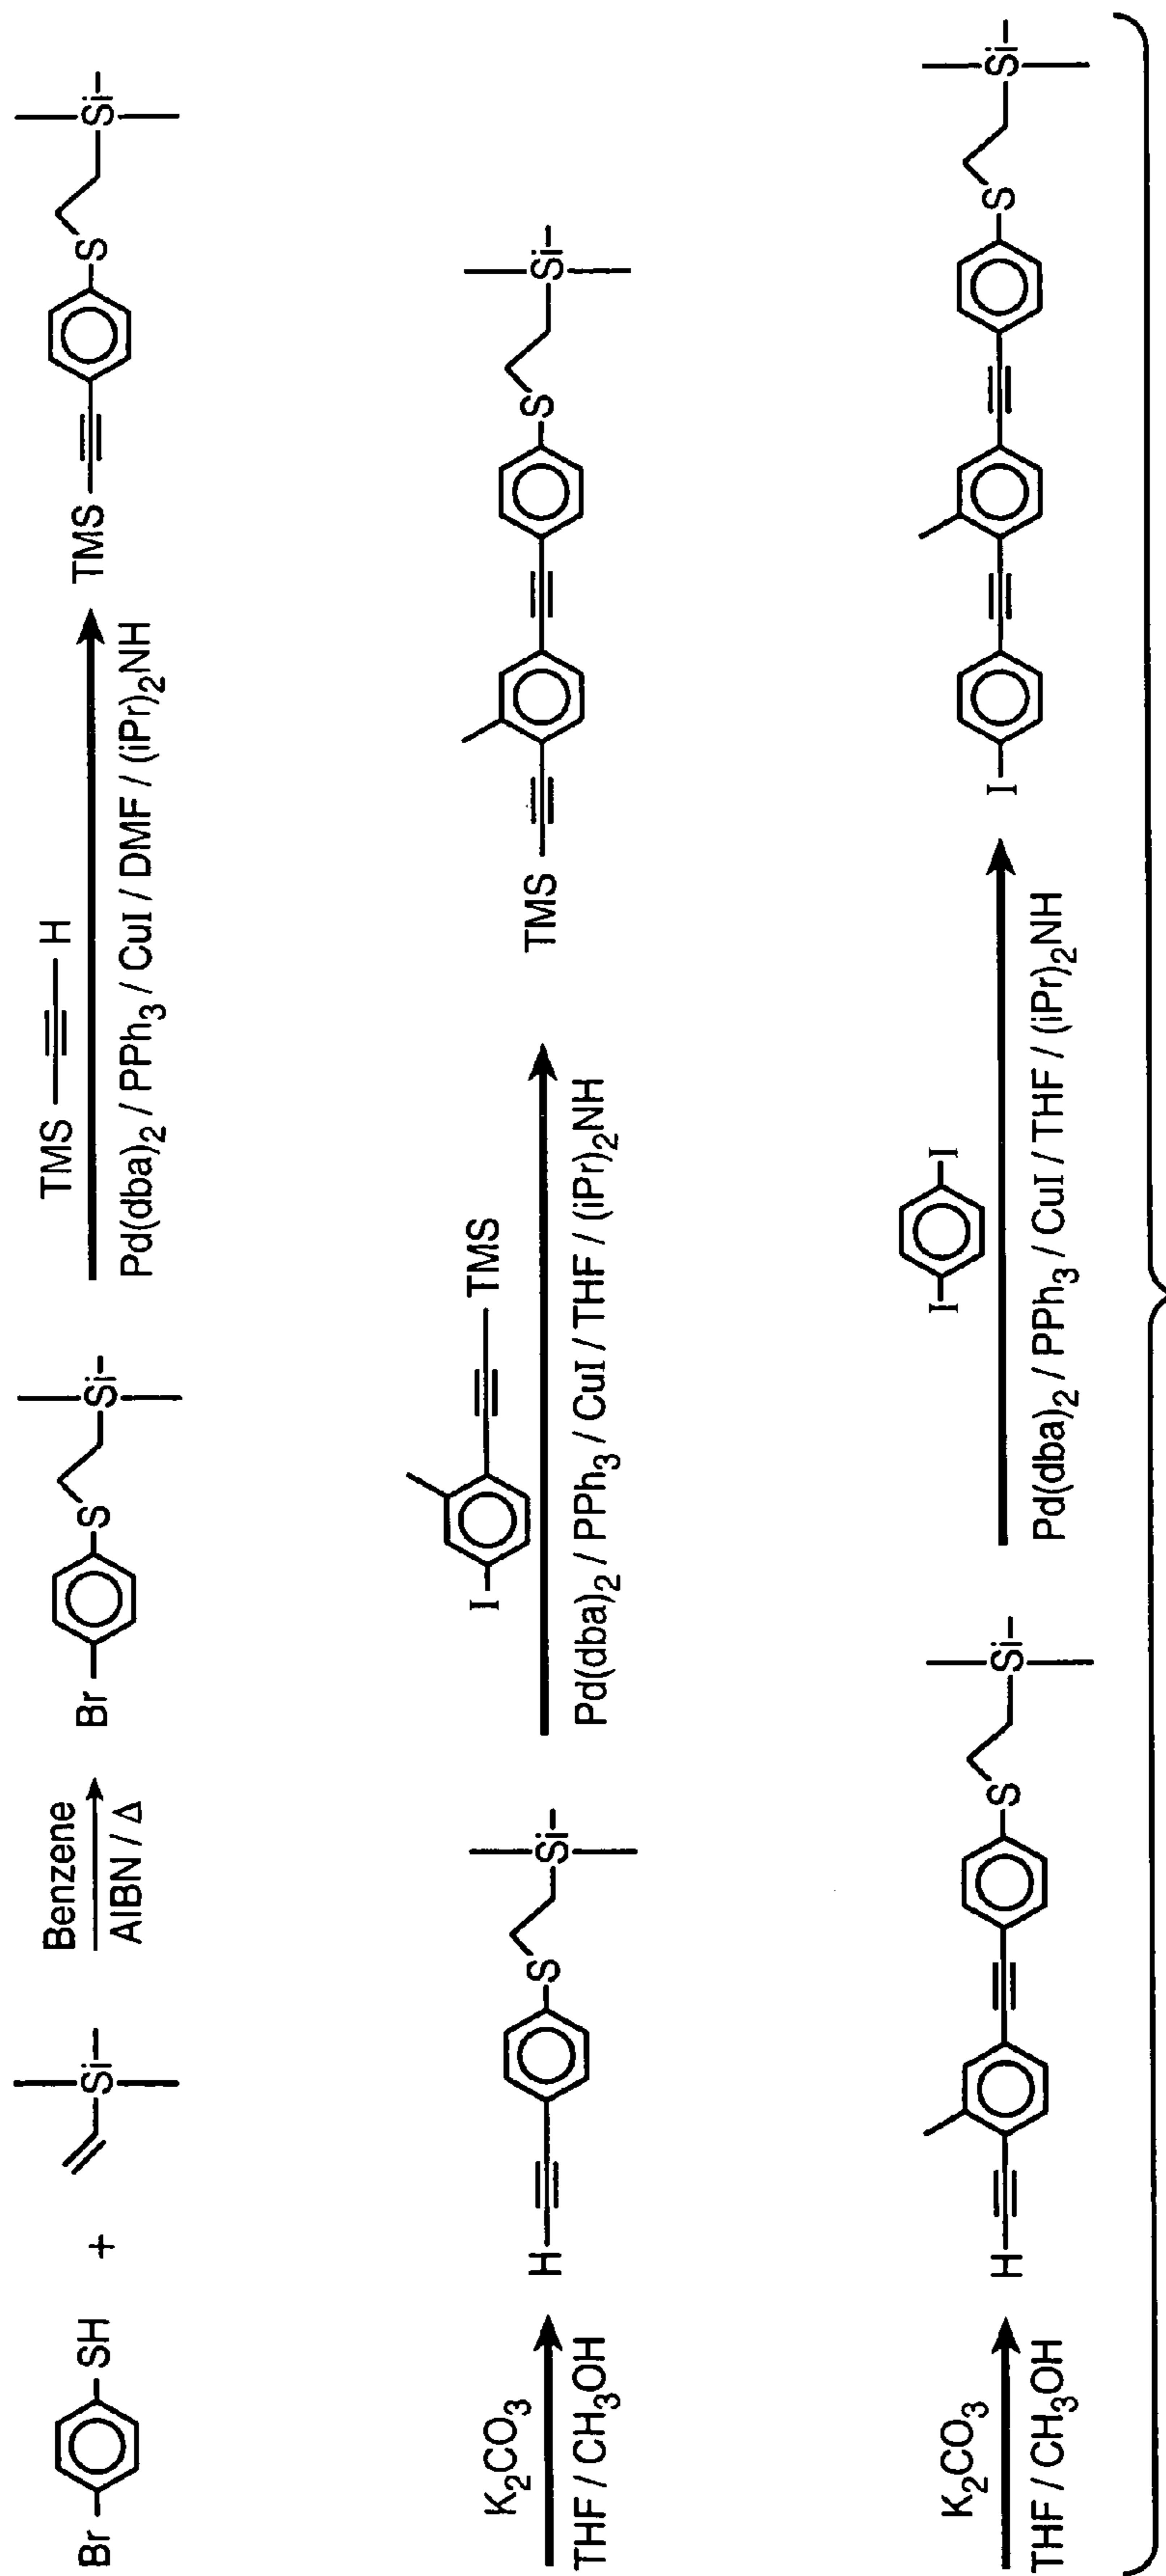 Br SH + Si Benzene Br S Si TMS H TMS S Si
AIBN / Δ Pd(dba)2 / PPh3 / CuI / DMF / (iPr)2NH
K2CO3 H S Si I TMS TMS S Si
THF / CH3OH Pd(dba)2 / PPh3 / CuI / THF / (iPr)2NH
K2CO3 H S Si I I I S Si
THF / CH3OH Pd(dba)2 / PPh3 / CuI / THF / (iPr)2NH